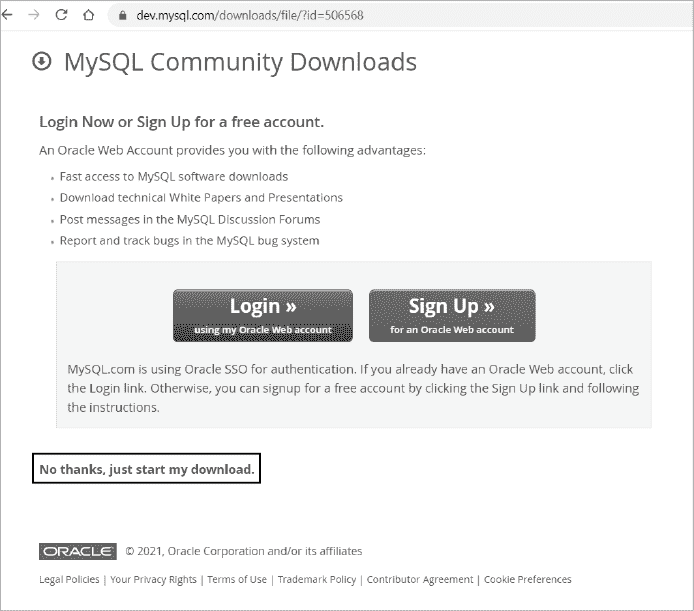 dev.mysql.com/downloads/file/?id=506568
MySQL Community Downloads
Login Now or Sign Up for a free account.
An Oracle Web Account provides you with the following advantages:
• Fast access to MySQL software downloads
• Download technical White Papers and Presentations
• Post messages in the MySQL Discussion Forums
• Report and track bugs in the MySQL bug system
Login »
using my Oracle Web account
Sign Up »
for an Oracle Web account
MySQL.com is using Oracle SSO for authentication. If you already have an Oracle Web account, click
the Login link. Otherwise, you can signup for a free account by clicking the Sign Up link and following
the instructions.
No thanks, just start my download.
ORACLE © 2021, Oracle Corporation and/or its affiliates
Legal Policies | Your Privacy Rights | Terms of Use | Trademark Policy | Contributor Agreement | Cookie Preferences